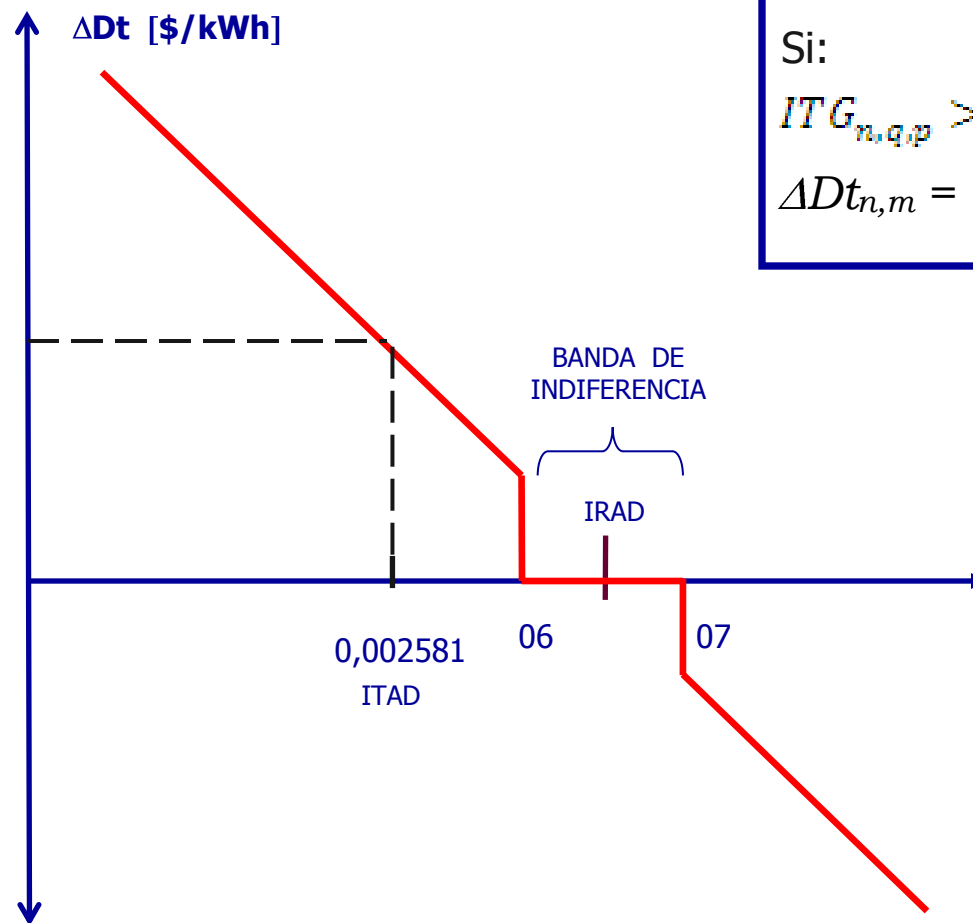 ΔDt [$/kWh]
Si:
ITG_{n,q,p} >
ΔDt_{n,m} =
BANDA DE
INDIFERENCIA
IRAD
06
07
0,002581
ITAD